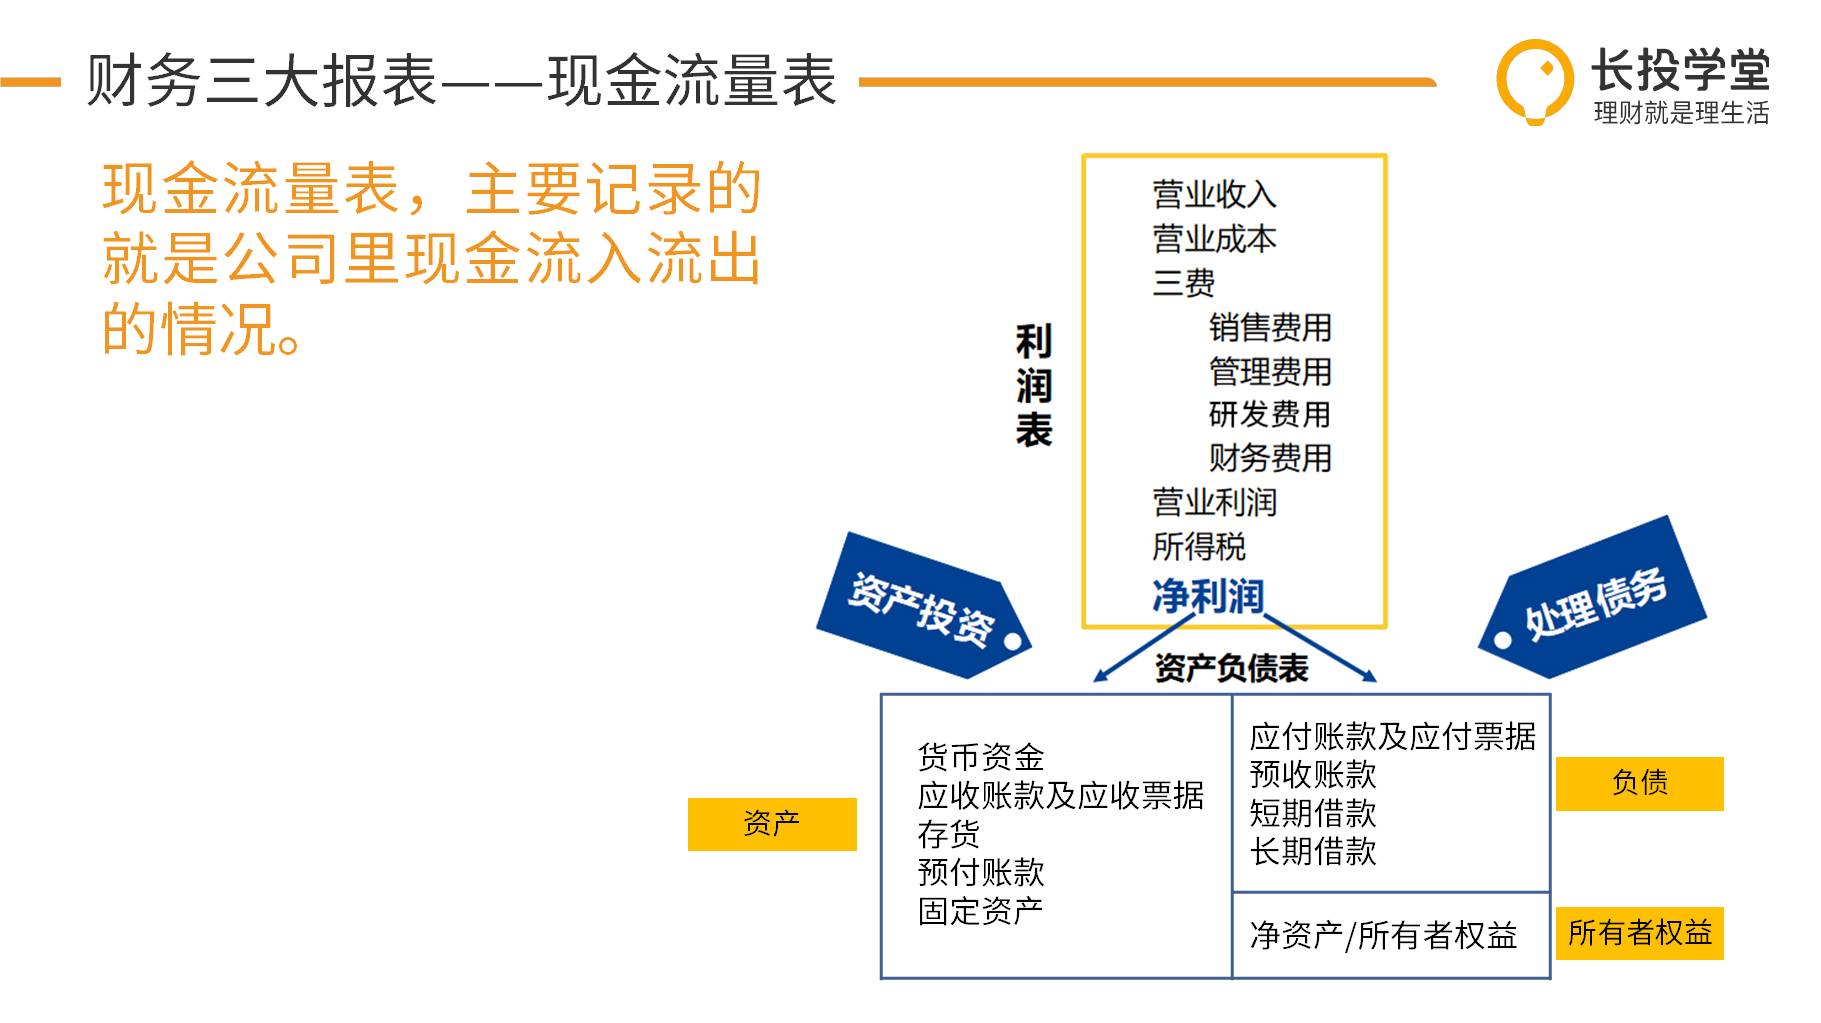 财务三大报表——现金流量表
长投学堂
理财就是理生活
现金流量表，主要记录的
就是公司里现金流入流出
的情况。
利润表
营业收入
营业成本
三费
销售费用
管理费用
研发费用
财务费用
营业利润
所得税
净利润
资产投资
处理债务
资产负债表
资产
货币资金
应收账款及应收票据
存货
预付账款
固定资产
应付账款及应付票据
预收账款
短期借款
长期借款
负债
净资产/所有者权益
所有者权益